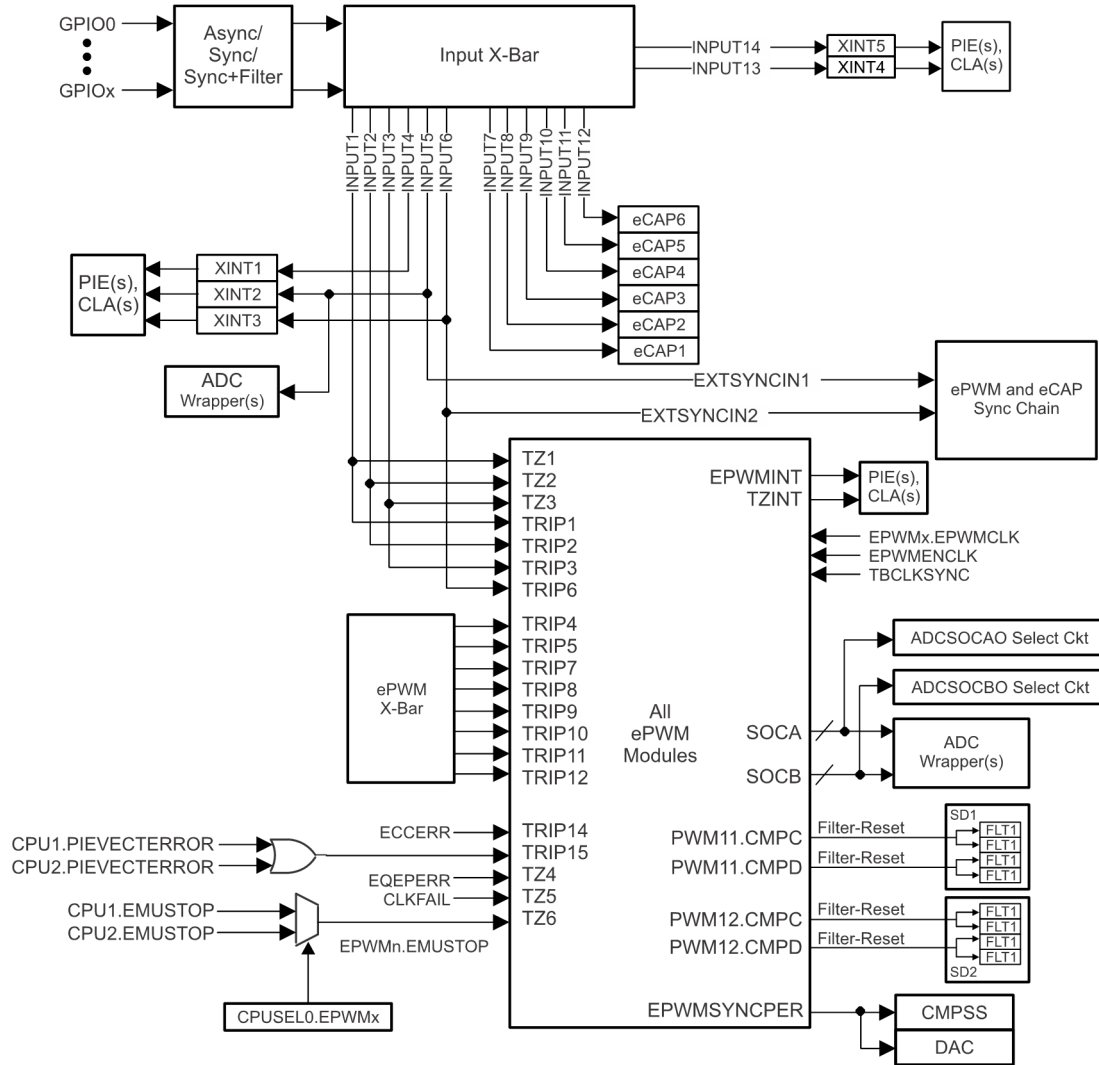 GPIO0
GPIOx
Async/
Sync/
Sync+Filter
Input X-Bar
INPUT14
INPUT13
XINT5
XINT4
PIE(s),
CLA(s)
INPUT1
INPUT2
INPUT3
INPUT4
INPUT5
INPUT6
INPUT7
INPUT8
INPUT9
INPUT10
INPUT11
INPUT12
eCAP6
eCAP5
eCAP4
eCAP3
eCAP2
eCAP1
PIE(s),
CLA(s)
XINT1
XINT2
XINT3
ADC
Wrapper(s)
EXTSYNCIN1
EXTSYNCIN2
ePWM and eCAP
Sync Chain
TZ1
TZ2
TZ3
TRIP1
TRIP2
TRIP3
TRIP6
EPWMINT
TZINT
PIE(s),
CLA(s)
EPWMx.EPWMCLK
EPWMENCLK
TBCLKSYNC
ePWM
X-Bar
TRIP4
TRIP5
TRIP7
TRIP8
TRIP9
TRIP10
TRIP11
TRIP12
All
ePWM
Modules
SOCA
SOCB
ADCSOCAO Select Ckt
ADCSOCBO Select Ckt
ADC
Wrapper(s)
CPU1.PIEVECTERROR
CPU2.PIEVECTERROR
ECCERR
EQEPERR
CLKFAIL
TRIP14
TRIP15
TZ4
TZ5
TZ6
CPU1.EMUSTOP
CPU2.EMUSTOP
EPWMn.EMUSTOP
CPUSEL0.EPWMx
PWM11.CMPC
PWM11.CMPD
Filter-Reset
Filter-Reset
SD1
FLT1
FLT1
FLT1
FLT1
PWM12.CMPC
PWM12.CMPD
Filter-Reset
Filter-Reset
FLT1
FLT1
FLT1
FLT1
SD2
EPWMSYNCPER
CMPSS
DAC